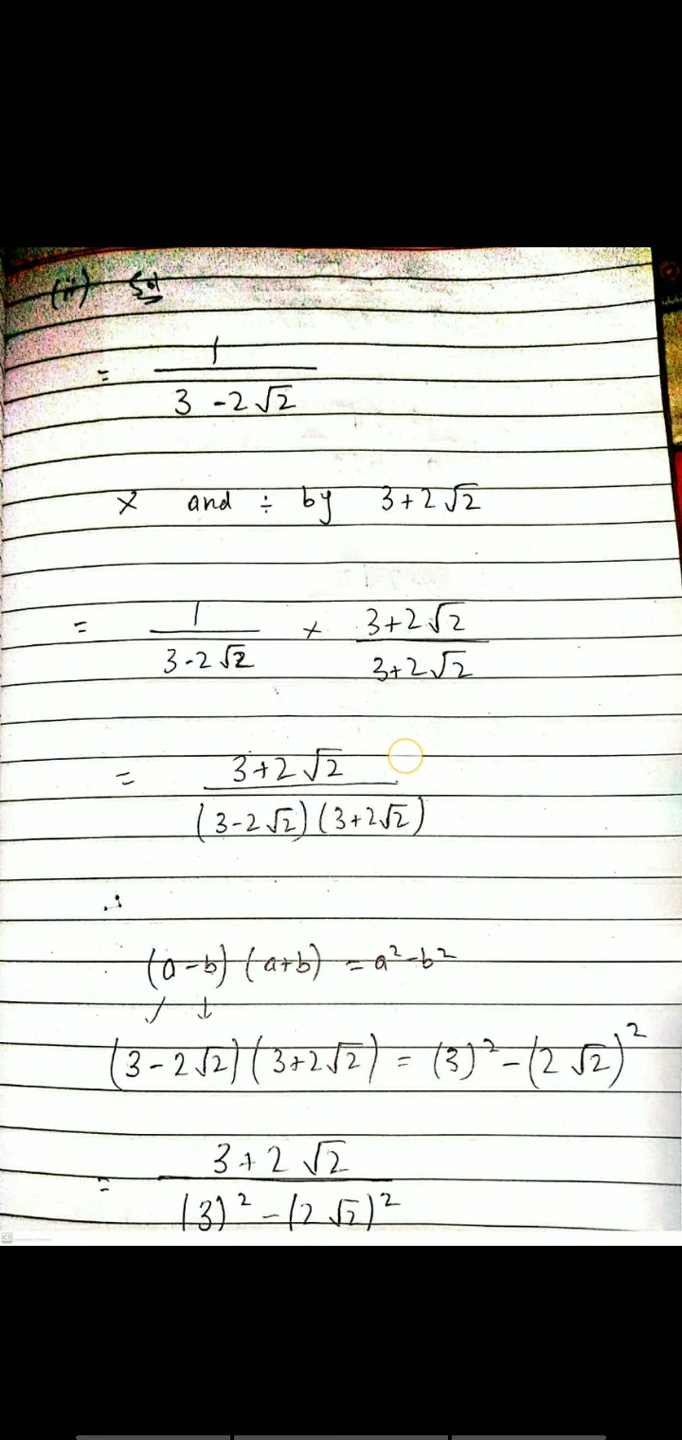 (ii) Sol
= 1 / (3 - 2√2)
× and ÷ by 3+2√2
= 1 / (3-2√2) × (3+2√2) / (3+2√2)
= (3+2√2) / ((3-2√2)(3+2√2))
∴
(a-b)(a+b) = a²-b²
(3-2√2)(3+2√2) = (3)²-(2√2)²
= (3+2√2) / ((3)²-(2√2)²)
CS